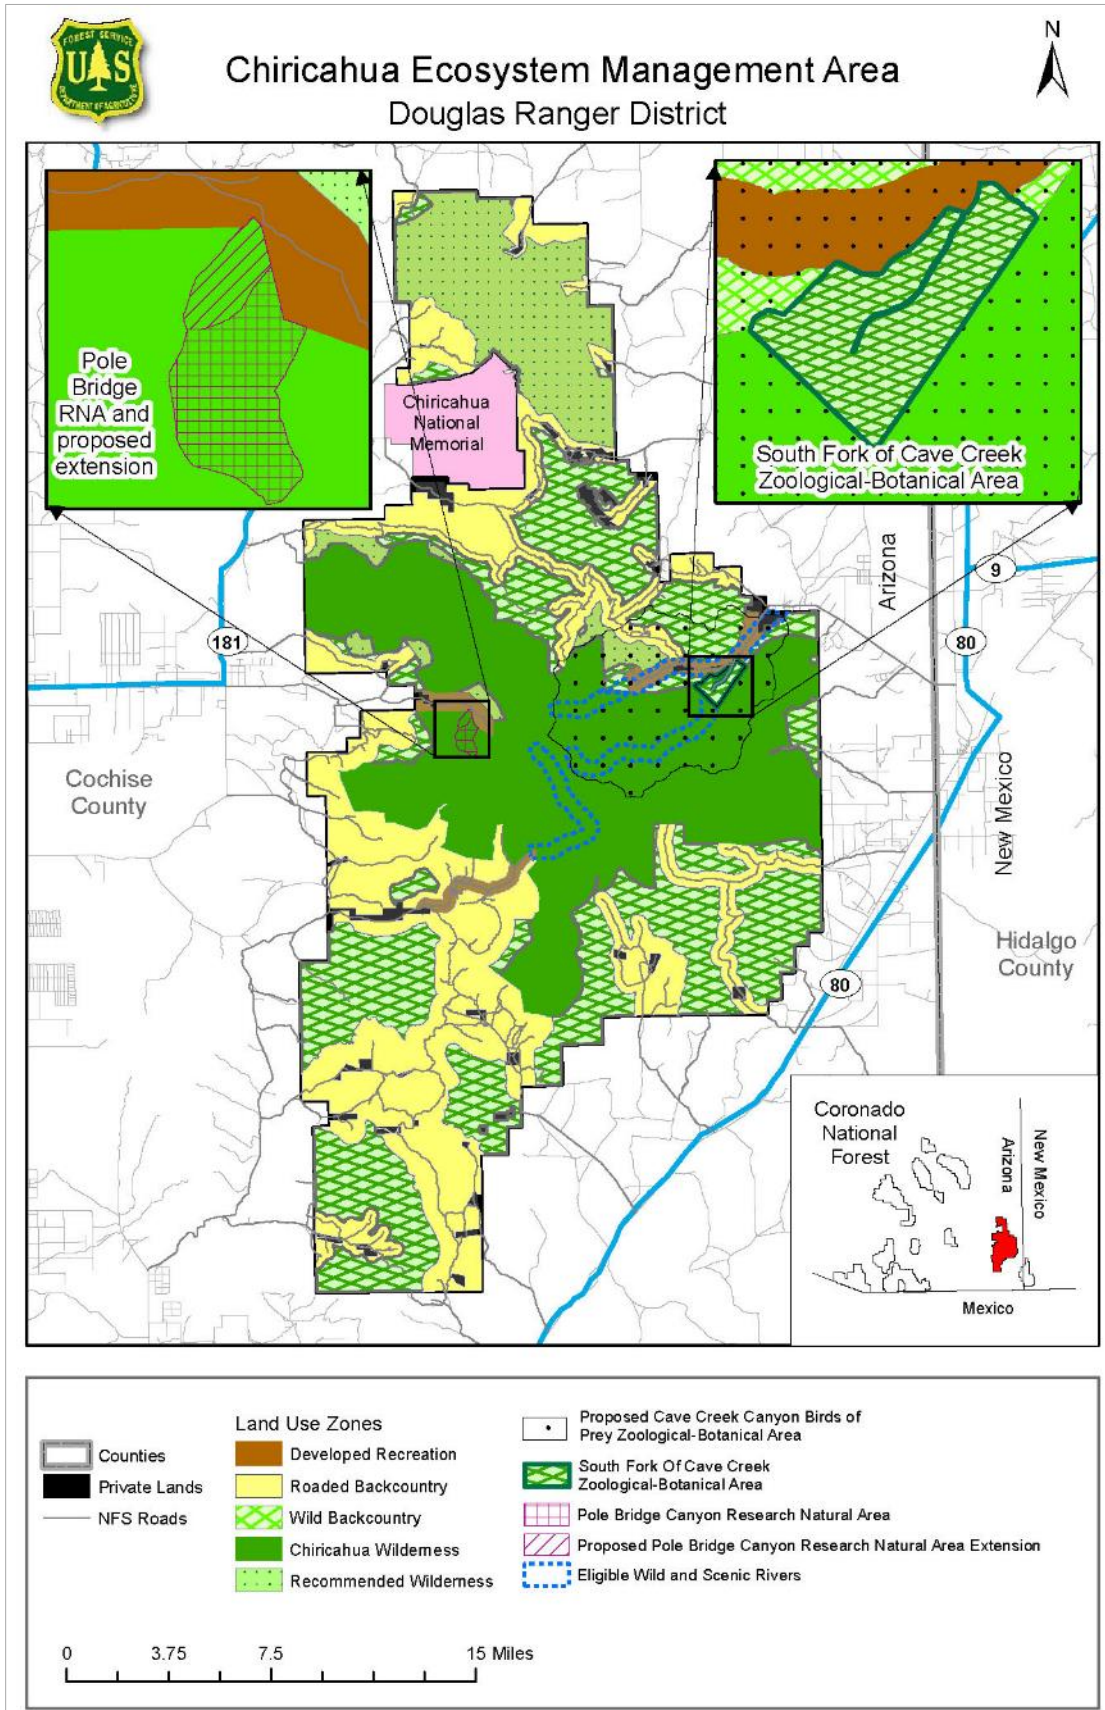 FOREST SERVICE
U S
DEPARTMENT OF AGRICULTURE
Chiricahua Ecosystem Management Area
Douglas Ranger District
N
Pole
Bridge
RNA and
proposed
extension
Chiricahua
National
Memorial
South Fork of Cave Creek
Zoological-Botanical Area
Arizona
9
181
80
Cochise
County
New Mexico
Hidalgo
County
80
Coronado
National
Forest
Arizona
New Mexico
Mexico
Counties
Private Lands
NFS Roads
Land Use Zones
Developed Recreation
Roaded Backcountry
Wild Backcountry
Chiricahua Wilderness
Recommended Wilderness
Proposed Cave Creek Canyon Birds of
Prey Zoological-Botanical Area
South Fork Of Cave Creek
Zoological-Botanical Area
Pole Bridge Canyon Research Natural Area
Proposed Pole Bridge Canyon Research Natural Area Extension
Eligible Wild and Scenic Rivers
0 3.75 7.5 15 Miles